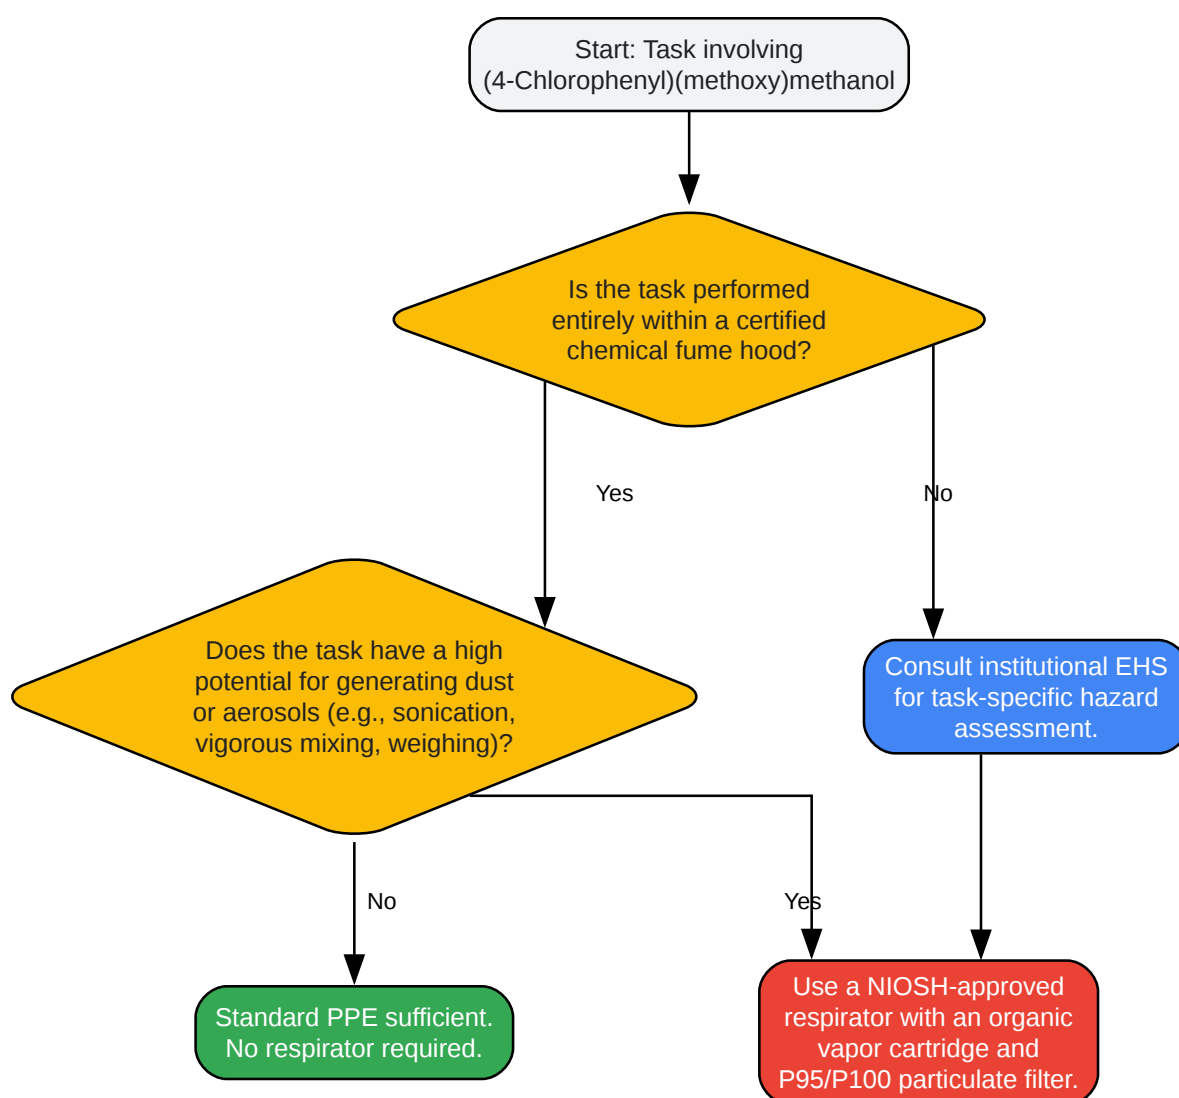 Start: Task involving
(4-Chlorophenyl)(methoxy)methanol
Is the task performed
entirely within a certified
chemical fume hood?
Yes
No
Does the task have a high
potential for generating dust
or aerosols (e.g., sonication,
vigorous mixing, weighing)?
Consult institutional EHS
for task-specific hazard
assessment.
No
Yes
Standard PPE sufficient.
No respirator required.
Use a NIOSH-approved
respirator with an organic
vapor cartridge and
P95/P100 particulate filter.